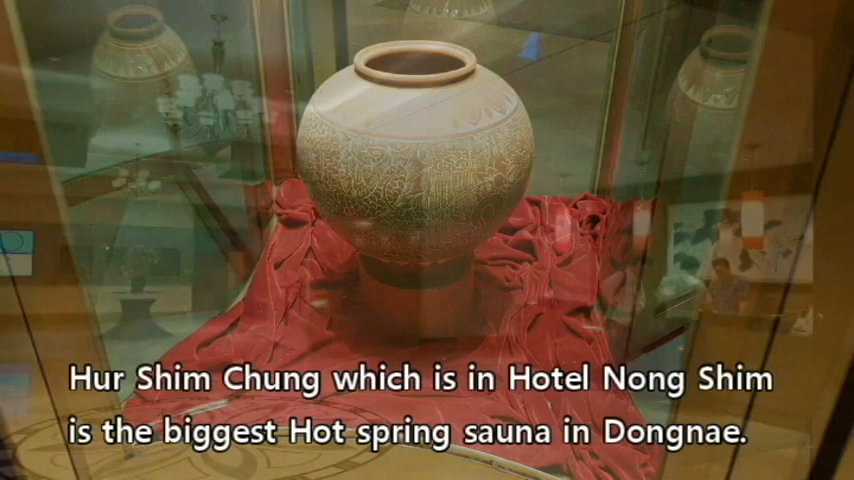 Hur Shim Chung which is in Hotel Nong Shim
is the biggest Hot spring sauna in Dongnae.